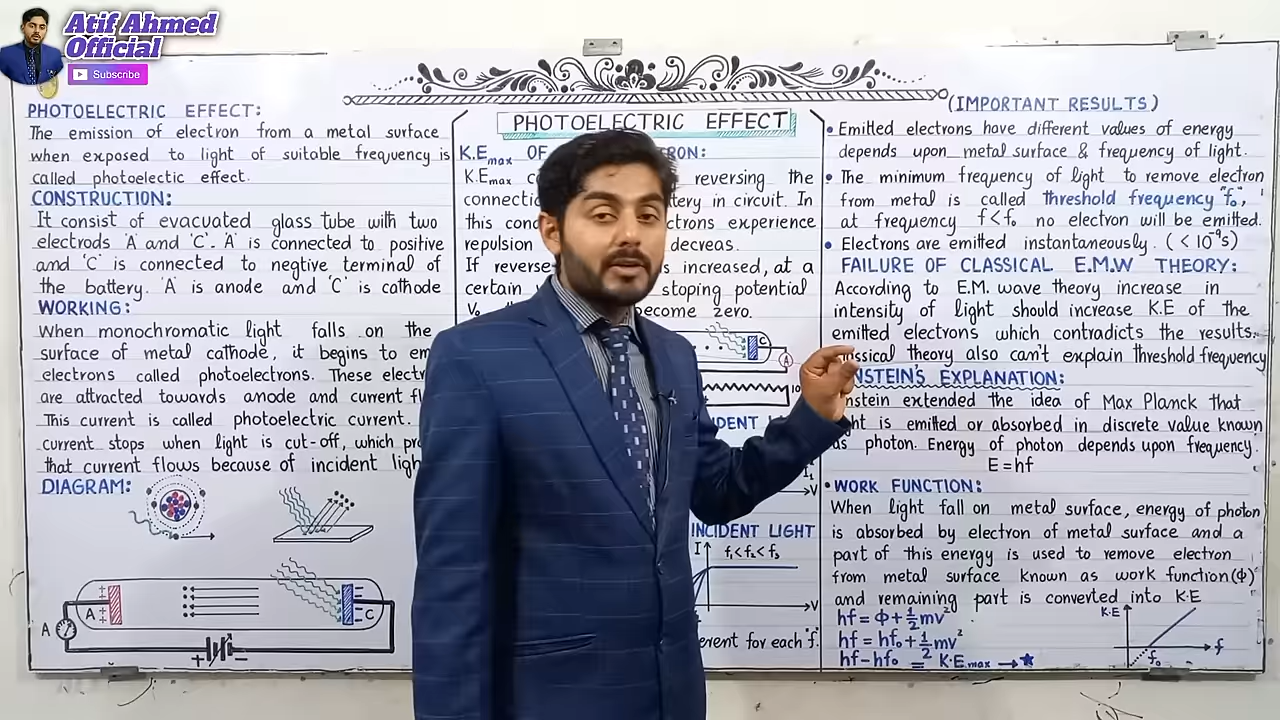 Atif Ahmed
Official
Subscribe
PHOTOELECTRIC EFFECT:
The emission of electron from a metal surface
when exposed to light of suitable frequency is
called photoelectic effect.
CONSTRUCTION:
It consist of evacuated glass tube with two
electrods 'A' and 'C'. 'A' is connected to positive
and 'C' is connected to negtive terminal of
the battery. 'A' is anode and 'C' is cathode
WORKING:
When monochromatic light falls on the
surface of metal cathode, it begins to em
electrons called photoelectrons. These electr
are attracted towards anode and current f
This current is called photoelectric current.
current stops when light is cut-off, which pr
that current flows because of incident ligh
DIAGRAM:
A C
A
+ −
PHOTOELECTRIC EFFECT
K.Emax OF TRON:
K.Emax c reversing the
connectio tery in circuit. In
this cond ctrons experience
repulsion decreas.
If reverse is increased, at a
certain stoping potential
V₀ become zero.
C
A
IDENT L
I₁
V
INCIDENT LIGHT
I f₁<f₂<f₃
V
erent for each 'f'.
(IMPORTANT RESULTS)
• Emitted electrons have different values of energy
depends upon metal surface & frequency of light.
• The minimum frequency of light to remove electron
from metal is called threshold frequency "f₀",
at frequency f<f₀ no electron will be emitted.
• Electrons are emitted instantaneously. (<10⁻⁹s)
FAILURE OF CLASSICAL E.M.W THEORY:
According to E.M. wave theory increase in
intensity of light should increase K.E of the
emitted electrons which contradicts the results.
assical theory also can't explain threshold frequency
NSTEIN'S EXPLANATION:
nstein extended the idea of Max Planck that
ht is emitted or absorbed in discrete value known
as photon. Energy of photon depends upon frequency.
E=hf
• WORK FUNCTION:
When light fall on metal surface, energy of photon
is absorbed by electron of metal surface and a
part of this energy is used to remove electron
from metal surface known as work function(Φ)
and remaining part is converted into K.E
hf = Φ+½mv²
hf = hf₀+½mv²
hf−hf₀ = K.Emax →★
K.E
f₀ f